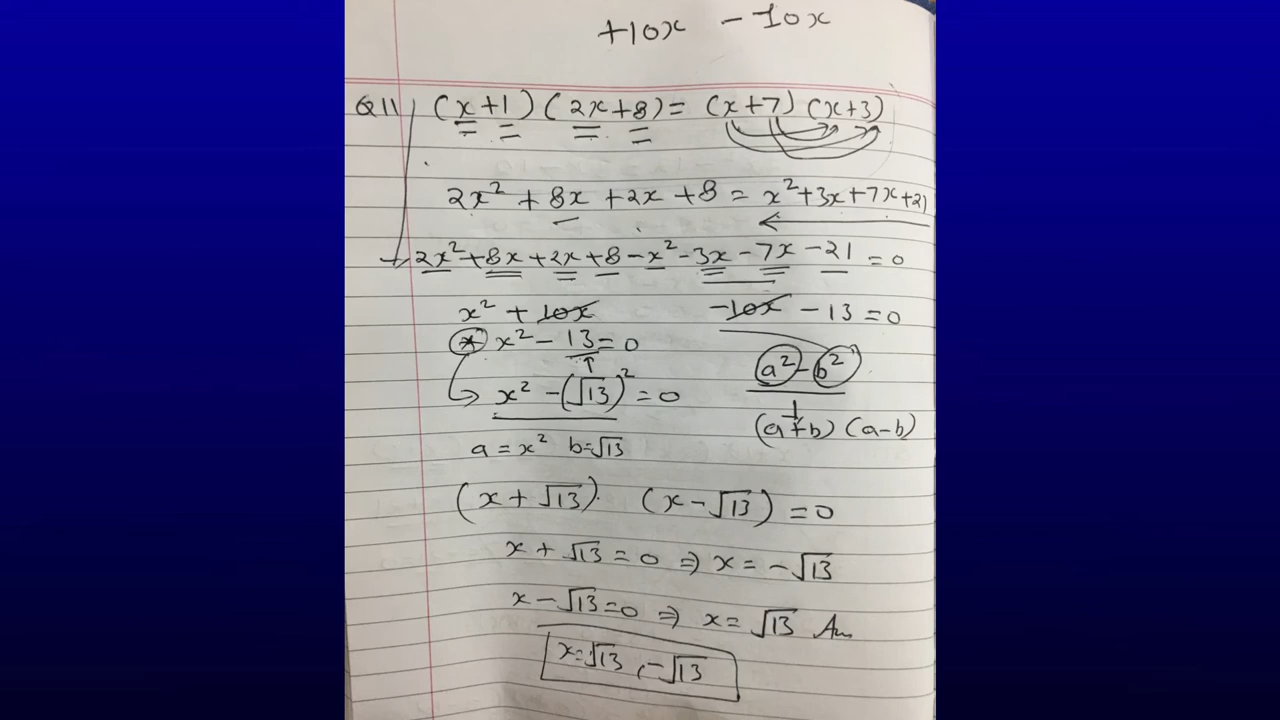 +10x - 10x
Q11 (x+1)(2x+8) = (x+7)(x+3)
2x² + 8x + 2x + 8 = x² + 3x + 7x + 21
2x² + 8x + 2x + 8 - x² - 3x - 7x - 21 = 0
x² + 10x - 10x - 13 = 0
x² - 13 = 0
a² - b²
x² - (√13)² = 0
(a+b) (a-b)
a = x² b = √13
(x + √13) (x - √13) = 0
x + √13 = 0 ⇒ x = -√13
x - √13 = 0 ⇒ x = √13 Ans
x = √13, -√13